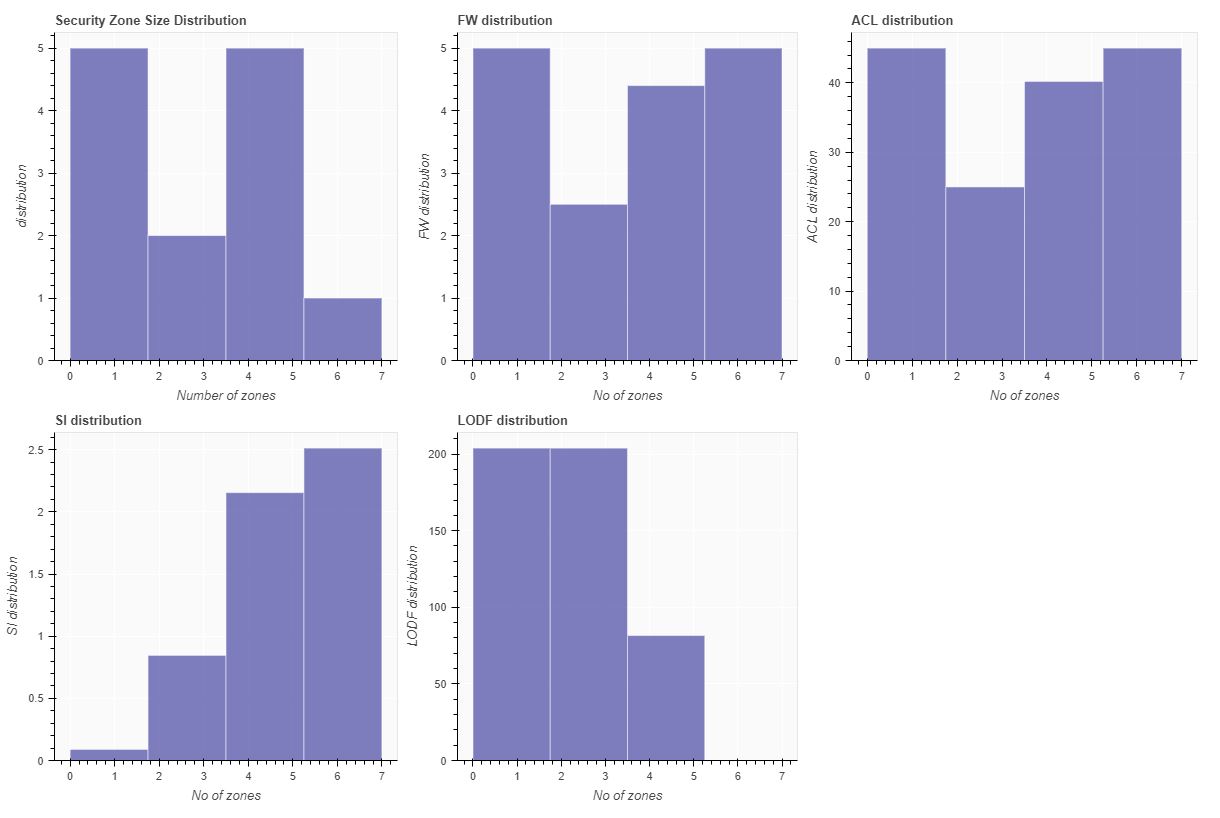 Security Zone Size Distribution
distribution
5
4
3
2
1
0
0 1 2 3 4 5 6 7
Number of zones
FW distribution
FW distribution
5
4
3
2
1
0
0 1 2 3 4 5 6 7
No of zones
ACL distribution
ACL distribution
40
30
20
10
0
0 1 2 3 4 5 6 7
No of zones
SI distribution
SI distribution
2.5
2
1.5
1
0.5
0
0 1 2 3 4 5 6 7
No of zones
LODF distribution
LODF distribution
200
150
100
50
0
0 1 2 3 4 5 6 7
No of zones